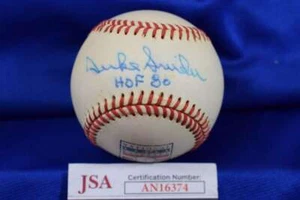 Duke Snider
HOF 80
JSA
Certification Number:
AN16374